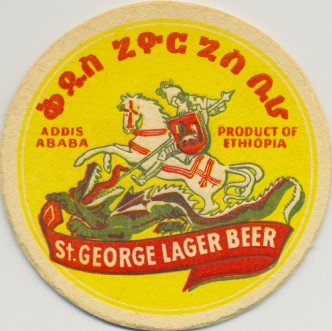 ቅዱስ ጊዮርጊስ ቢራ
ADDIS ABABA
PRODUCT OF ETHIOPIA
St. GEORGE LAGER BEER